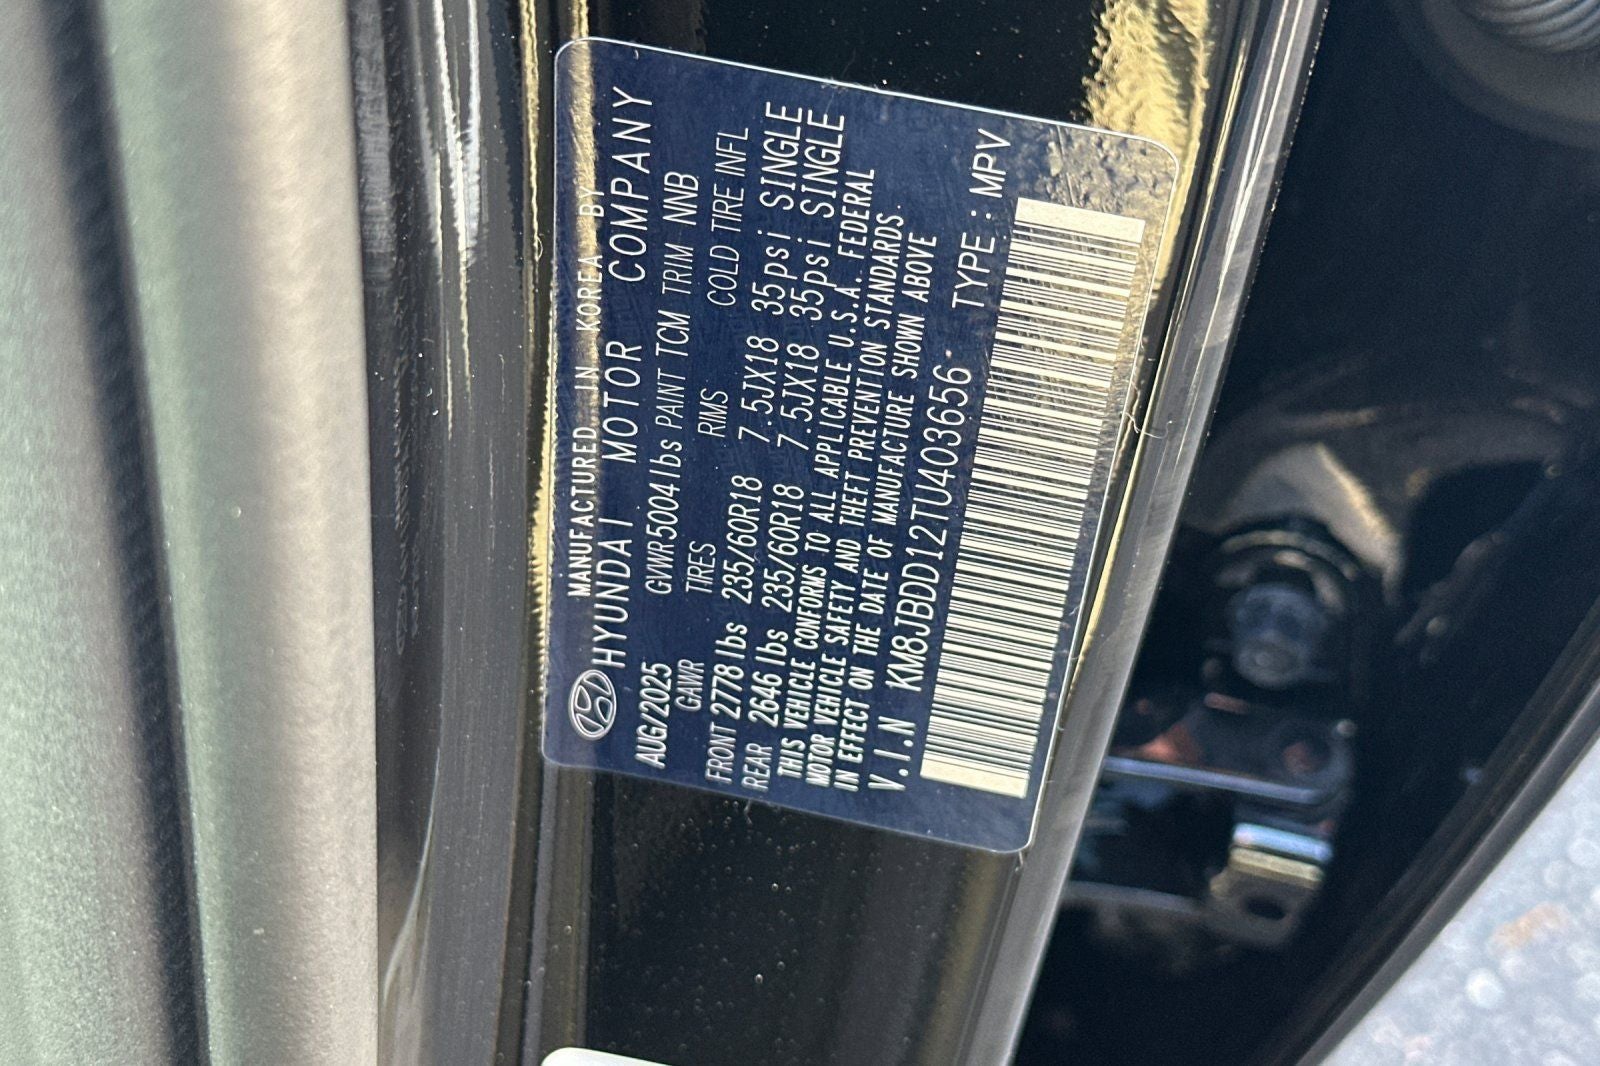 MANUFACTURED IN KOREA BY
HYUNDAI MOTOR COMPANY
AUG/2025 GVWR 5004 lbs PAINT TCM TRIM NNB
GAWR TIRES RIMS COLD TIRE INFL
FRONT 2778 lbs 235/60R18 7.5JX18 35psi SINGLE
REAR 2646 lbs 235/60R18 7.5JX18 35psi SINGLE
THIS VEHICLE CONFORMS TO ALL APPLICABLE U.S.A. FEDERAL
MOTOR VEHICLE SAFETY AND THEFT PREVENTION STANDARDS
IN EFFECT ON THE DATE OF MANUFACTURE SHOWN ABOVE
V.I.N KM8JBDD12TU403656 TYPE : MPV